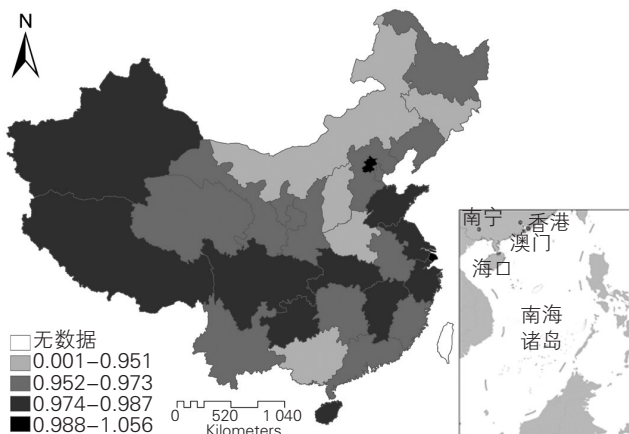 N
南宁
香港
澳门
海口
南海
诸岛
无数据
0.001–0.951
0.952–0.973
0.974–0.987
0.988–1.056
0 520 1 040
Kilometers